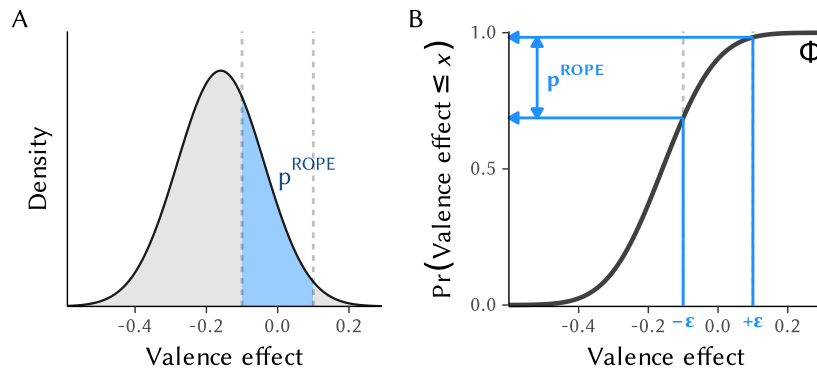 A
Density
p^ROPE
-0.4 -0.2 0.0 0.2
Valence effect
B
Pr(Valence effect ≤ x)
1.0
0.5
0.0
p^ROPE
Φ
-0.4 -0.2 −ε 0.0 +ε 0.2
Valence effect